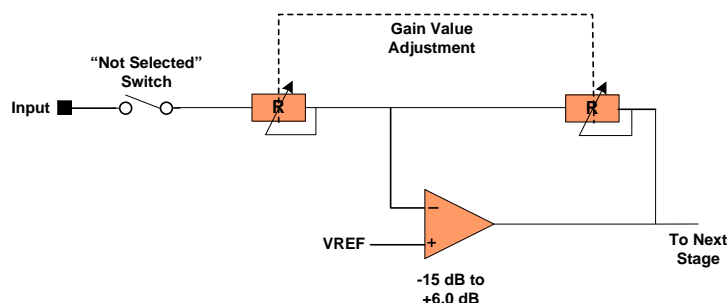 Gain Value
Adjustment
“Not Selected”
Switch
Input
R
R
−
VREF
+
To Next
Stage
-15 dB to
+6.0 dB